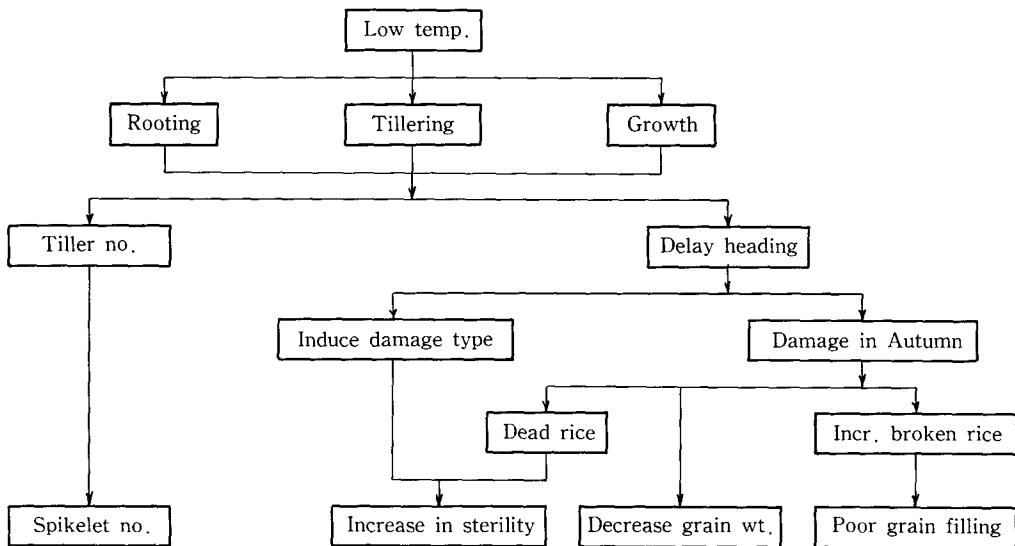 Low temp.
Rooting
Tillering
Growth
Tiller no.
Delay heading
Induce damage type
Damage in Autumn
Dead rice
Incr. broken rice
Spikelet no.
Increase in sterility
Decrease grain wt.
Poor grain filling